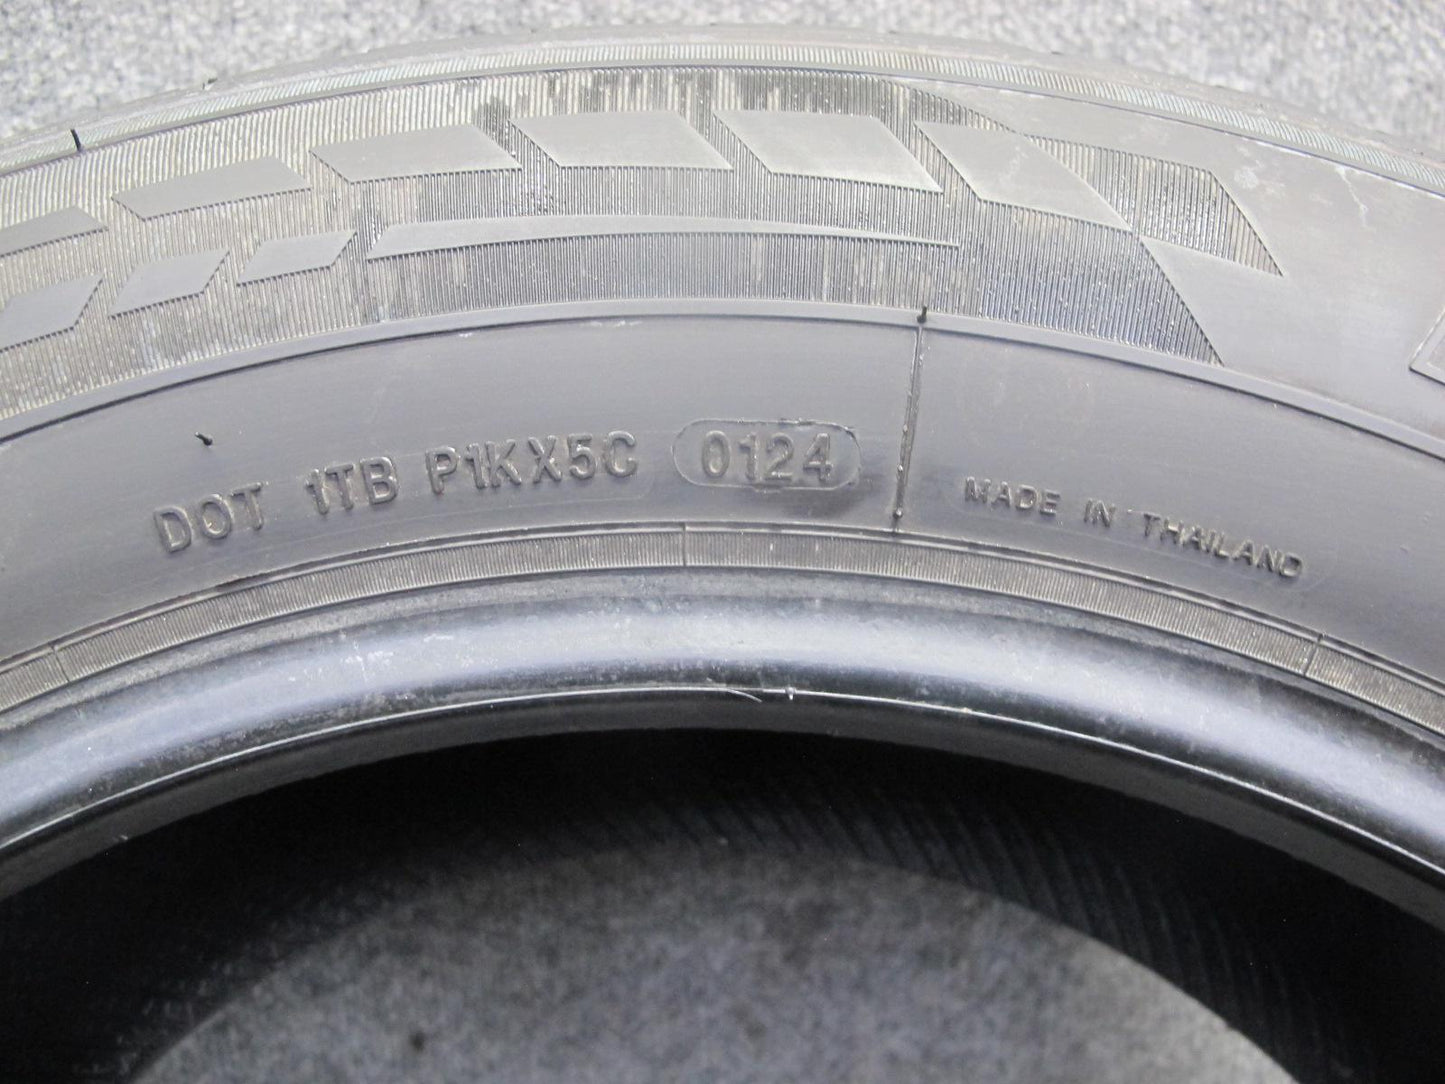 DOT 1TB P1KX5C 0124
MADE IN THAILAND